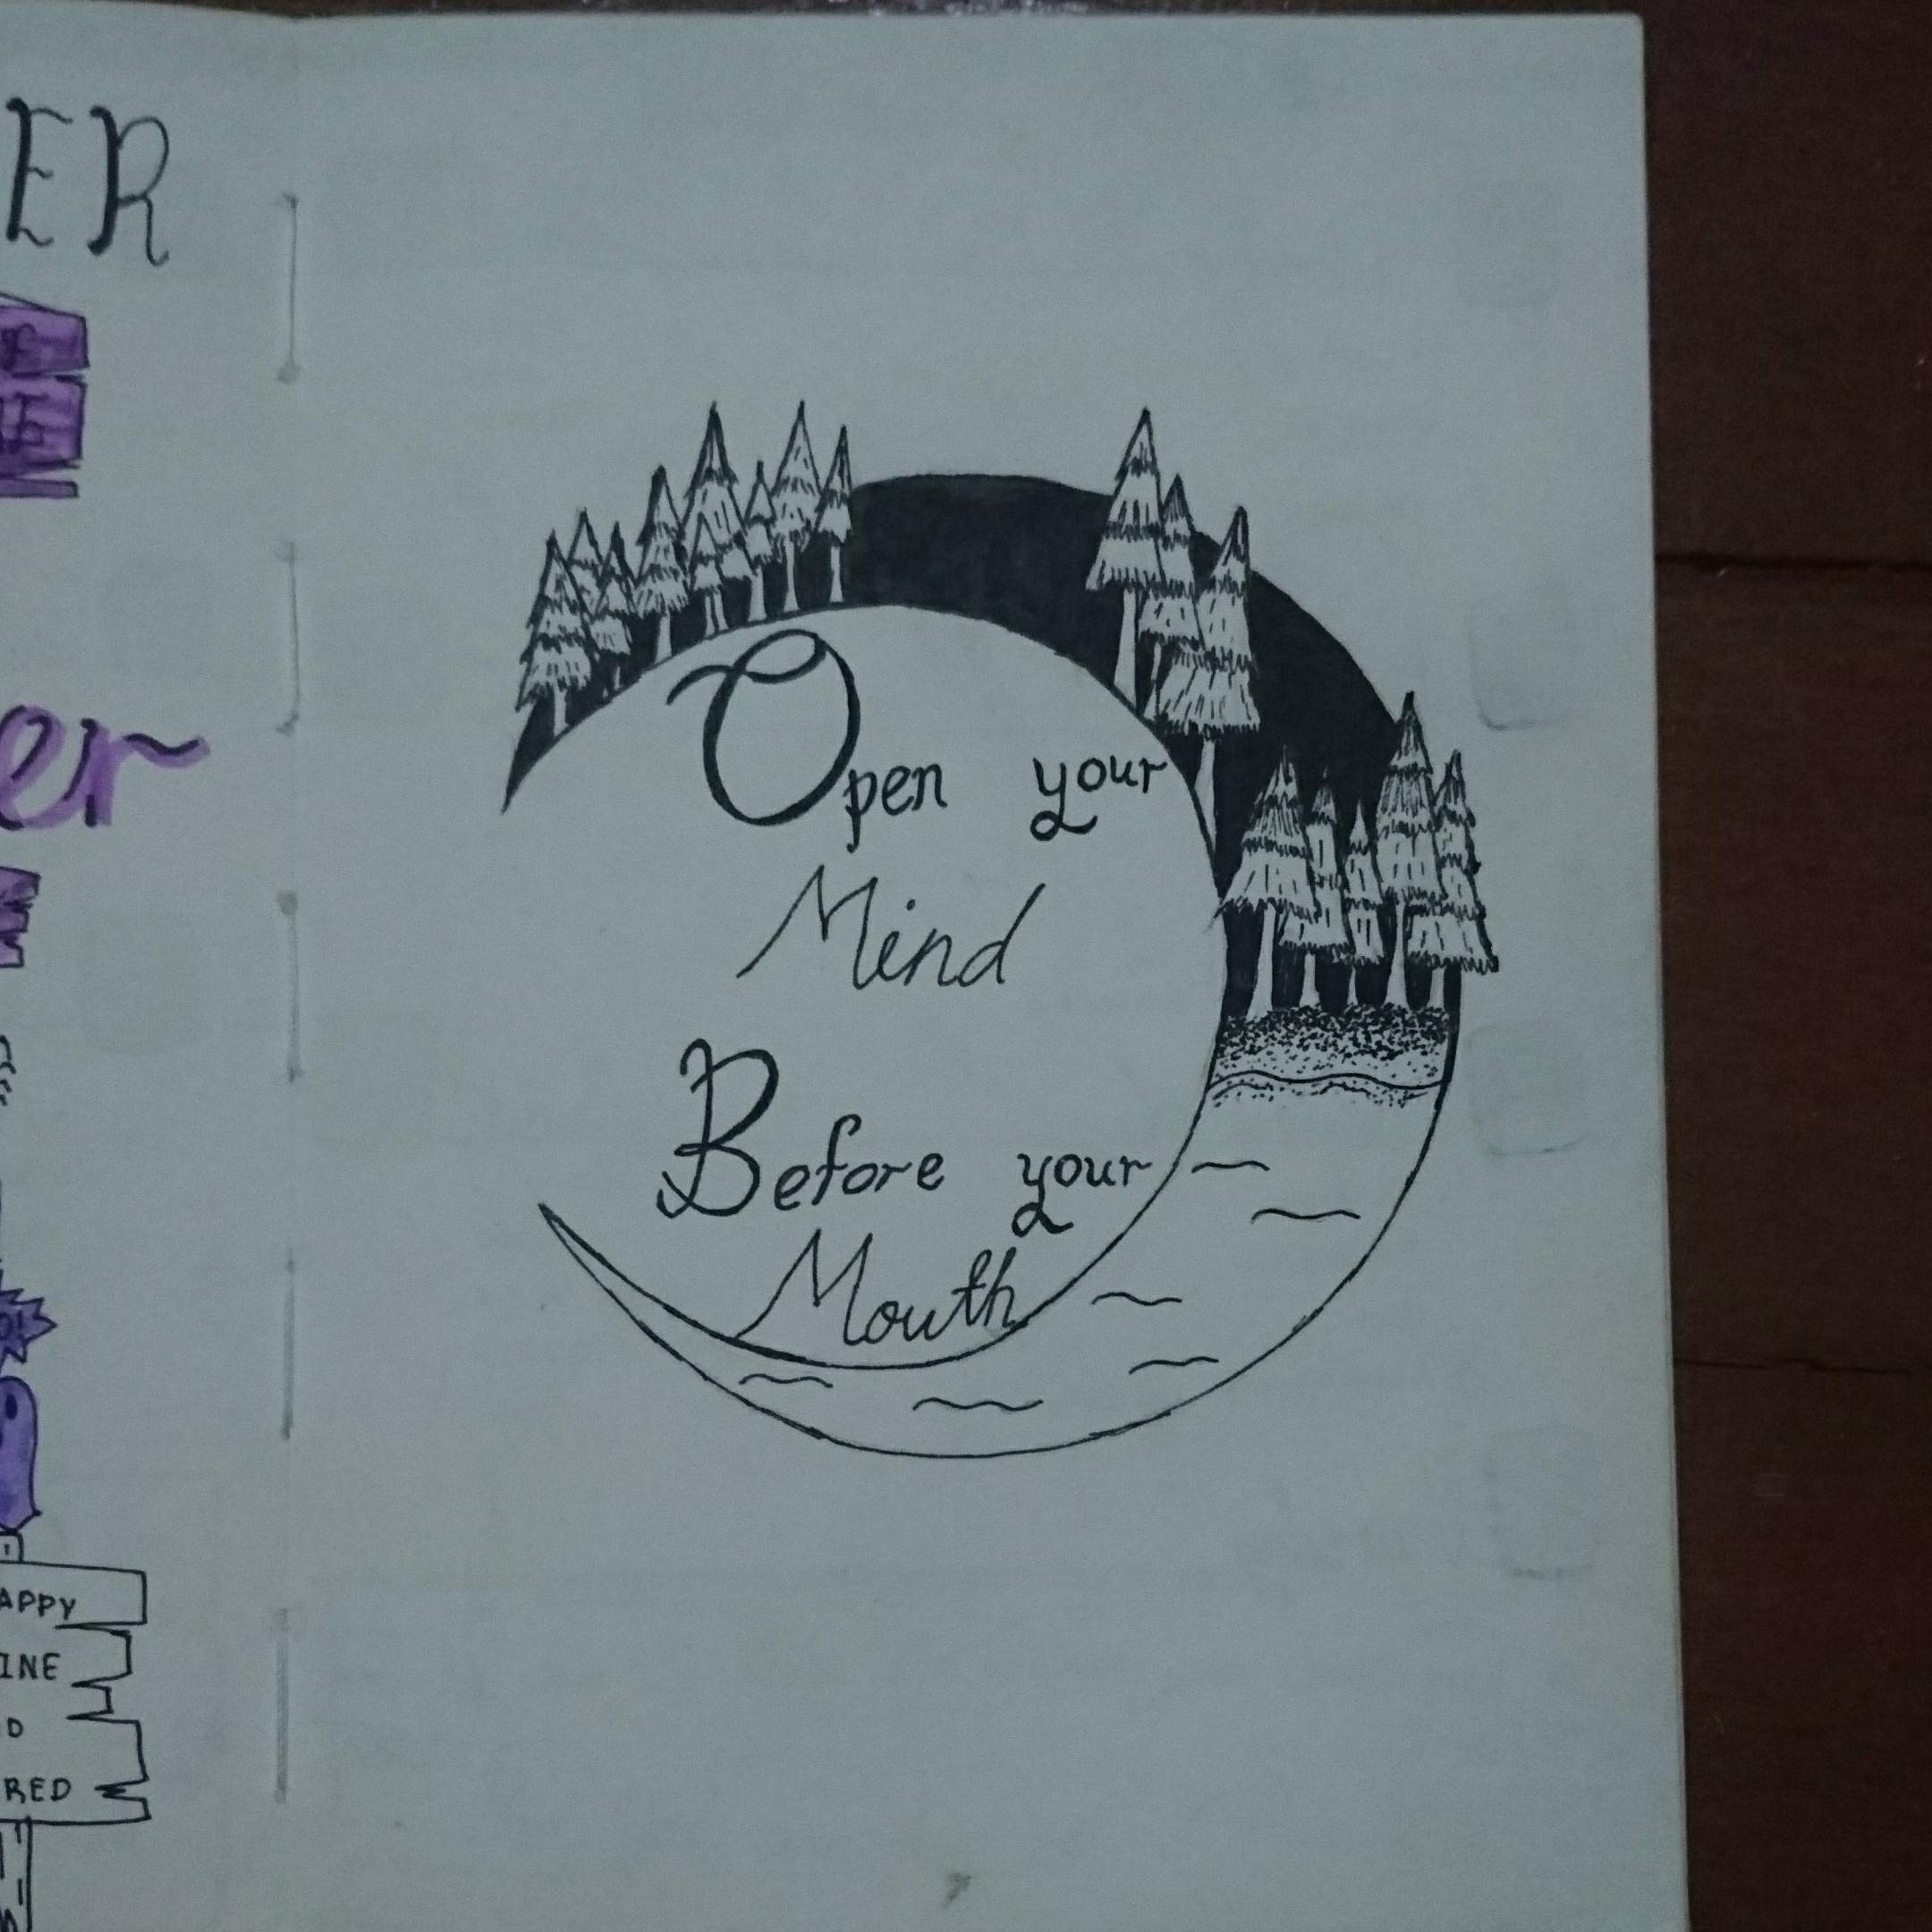 ER
er
APPY
INE
D
RED
Open your
Mind
Before your
Mouth